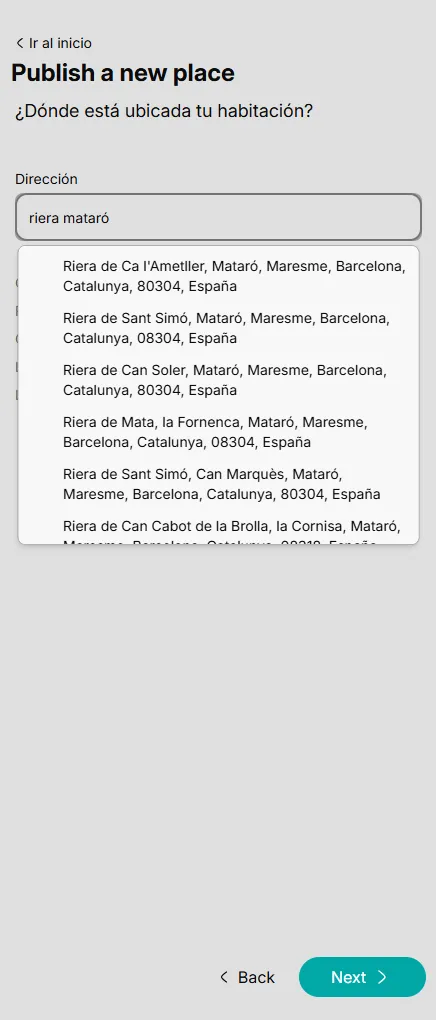 Ir al inicio
Publish a new place
¿Dónde está ubicada tu habitación?
Dirección
riera mataró
Riera de Ca l'Ametller, Mataró, Maresme, Barcelona,
Catalunya, 80304, España
Riera de Sant Simó, Mataró, Maresme, Barcelona,
Catalunya, 08304, España
Riera de Can Soler, Mataró, Maresme, Barcelona,
Catalunya, 80304, España
Riera de Mata, la Fornenca, Mataró, Maresme,
Barcelona, Catalunya, 08304, España
Riera de Sant Simó, Can Marquès, Mataró,
Maresme, Barcelona, Catalunya, 80304, España
Riera de Can Cabot de la Brolla, la Cornisa, Mataró,
Maresme, Barcelona, Catalunya, España
Back
Next